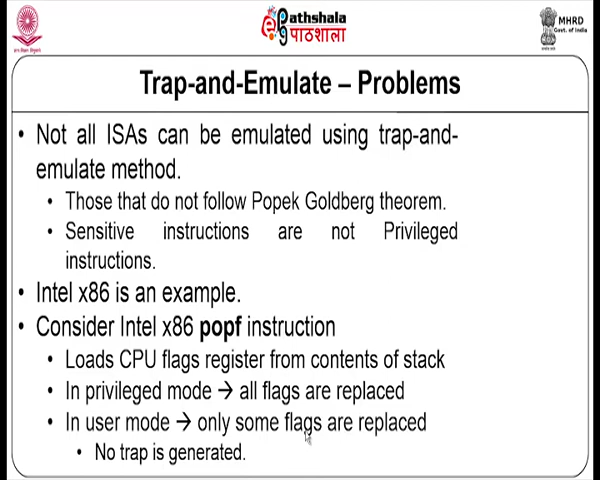 ePathshala
पाठशाला
MHRD
Govt. of India
Trap-and-Emulate – Problems
• Not all ISAs can be emulated using trap-and-
emulate method.
• Those that do not follow Popek Goldberg theorem.
• Sensitive instructions are not Privileged
instructions.
• Intel x86 is an example.
• Consider Intel x86 popf instruction
• Loads CPU flags register from contents of stack
• In privileged mode → all flags are replaced
• In user mode → only some flags are replaced
• No trap is generated.